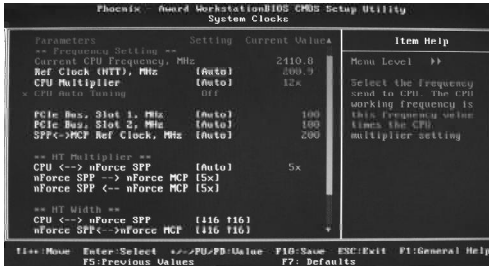 Phoenix - Award WorkstationBIOS CMOS Setup Utility
System Clocks
Parameters Setting Current Value
== Frequency Setting ==
Current CPU Frequency, MHz 2410.8
Ref Clock (HTT), MHz [Auto] 200.9
CPU Multiplier [Auto] 12x
x CPU Auto Tuning Off
PCIe Bus, Slot 1, MHz [Auto] 100
PCIe Bus, Slot 2, MHz [Auto] 100
SPP<->MCP Ref Clock, MHz [Auto] 200
== HT Multiplier ==
CPU <--> nForce SPP [Auto] 5x
nForce SPP --> nForce MCP [5x]
nForce SPP <-- nForce MCP [5x]
== HT Width ==
CPU <--> nForce SPP [↓16 ↑16]
nForce SPP<-->nForce MCP [↓16 ↑16]
Item Help
Menu Level ▸▸
Select the frequency
send to CPU. The CPU
working frequency is
this frequency value
times the CPU
multiplier setting
:Move Enter:Select +/-/PU/PD:Value F10:Save ESC:Exit F1:General Help
F5:Previous Values F7: Defaults